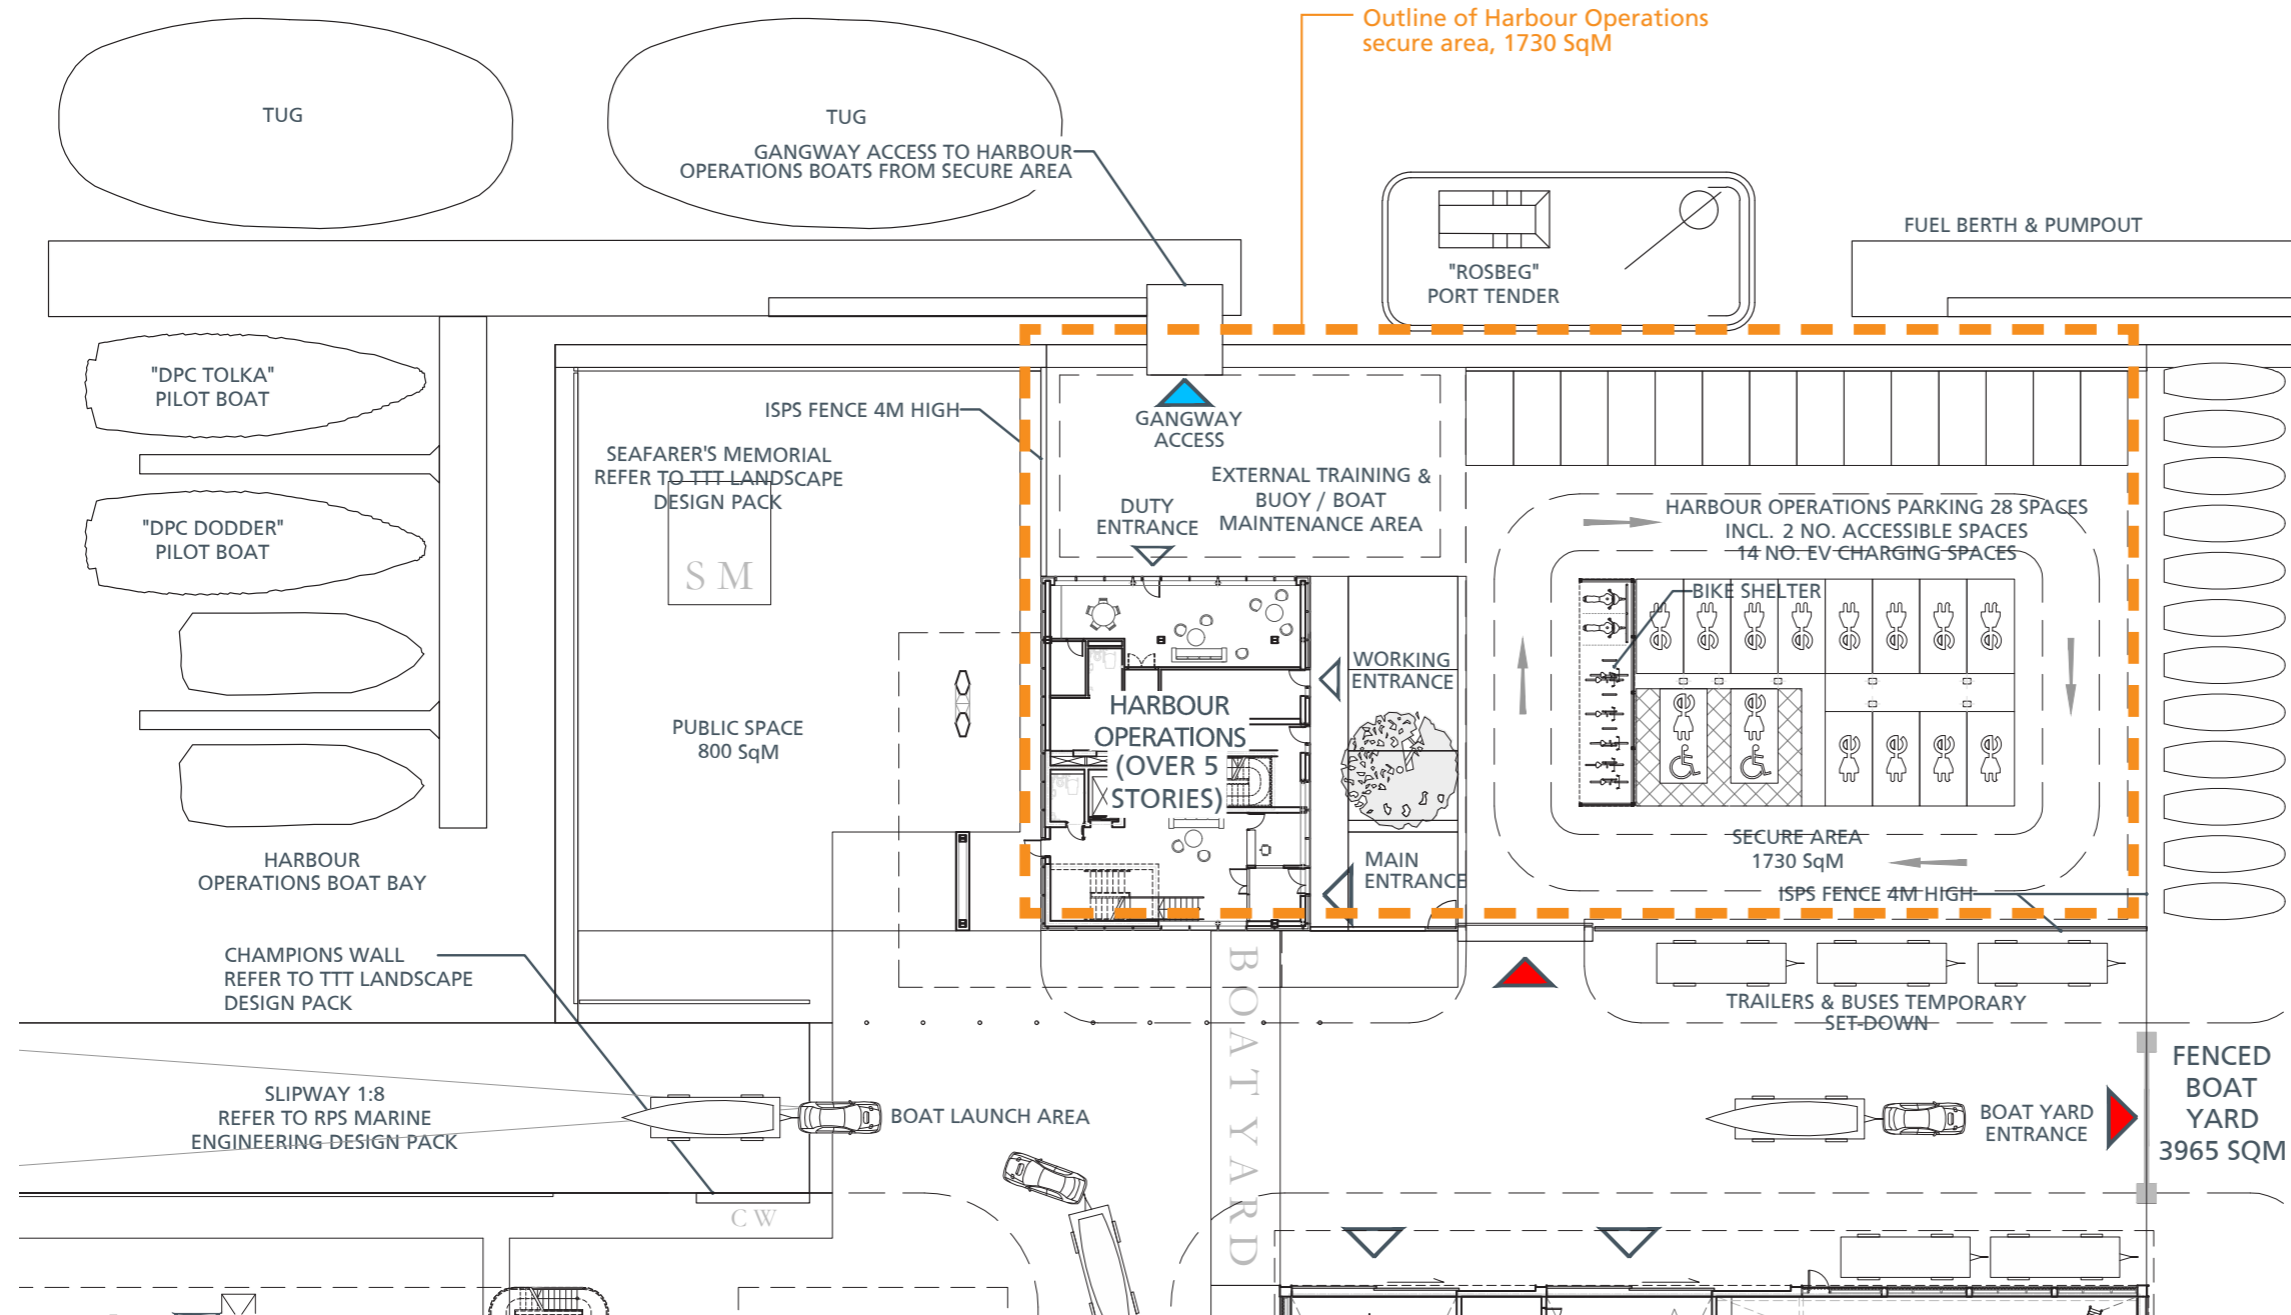 Outline of Harbour Operations
secure area, 1730 SqM
TUG
TUG
GANGWAY ACCESS TO HARBOUR
OPERATIONS BOATS FROM SECURE AREA
"ROSBEG"
PORT TENDER
FUEL BERTH & PUMPOUT
"DPC TOLKA"
PILOT BOAT
ISPS FENCE 4M HIGH
GANGWAY
ACCESS
SEAFARER'S MEMORIAL
REFER TO TTT LANDSCAPE
DESIGN PACK
SM
EXTERNAL TRAINING &
BUOY / BOAT
MAINTENANCE AREA
DUTY
ENTRANCE
HARBOUR OPERATIONS PARKING 28 SPACES
INCL. 2 NO. ACCESSIBLE SPACES
14 NO. EV CHARGING SPACES
"DPC DODDER"
PILOT BOAT
BIKE SHELTER
WORKING
ENTRANCE
HARBOUR
OPERATIONS
(OVER 5
STORIES)
PUBLIC SPACE
800 SqM
SECURE AREA
1730 SqM
MAIN
ENTRANCE
ISPS FENCE 4M HIGH
HARBOUR
OPERATIONS BOAT BAY
CHAMPIONS WALL
REFER TO TTT LANDSCAPE
DESIGN PACK
BOAT YARD
TRAILERS & BUSES TEMPORARY
SET-DOWN
SLIPWAY 1:8
REFER TO RPS MARINE
ENGINEERING DESIGN PACK
BOAT LAUNCH AREA
BOAT YARD
ENTRANCE
FENCED
BOAT
YARD
3965 SQM
CW